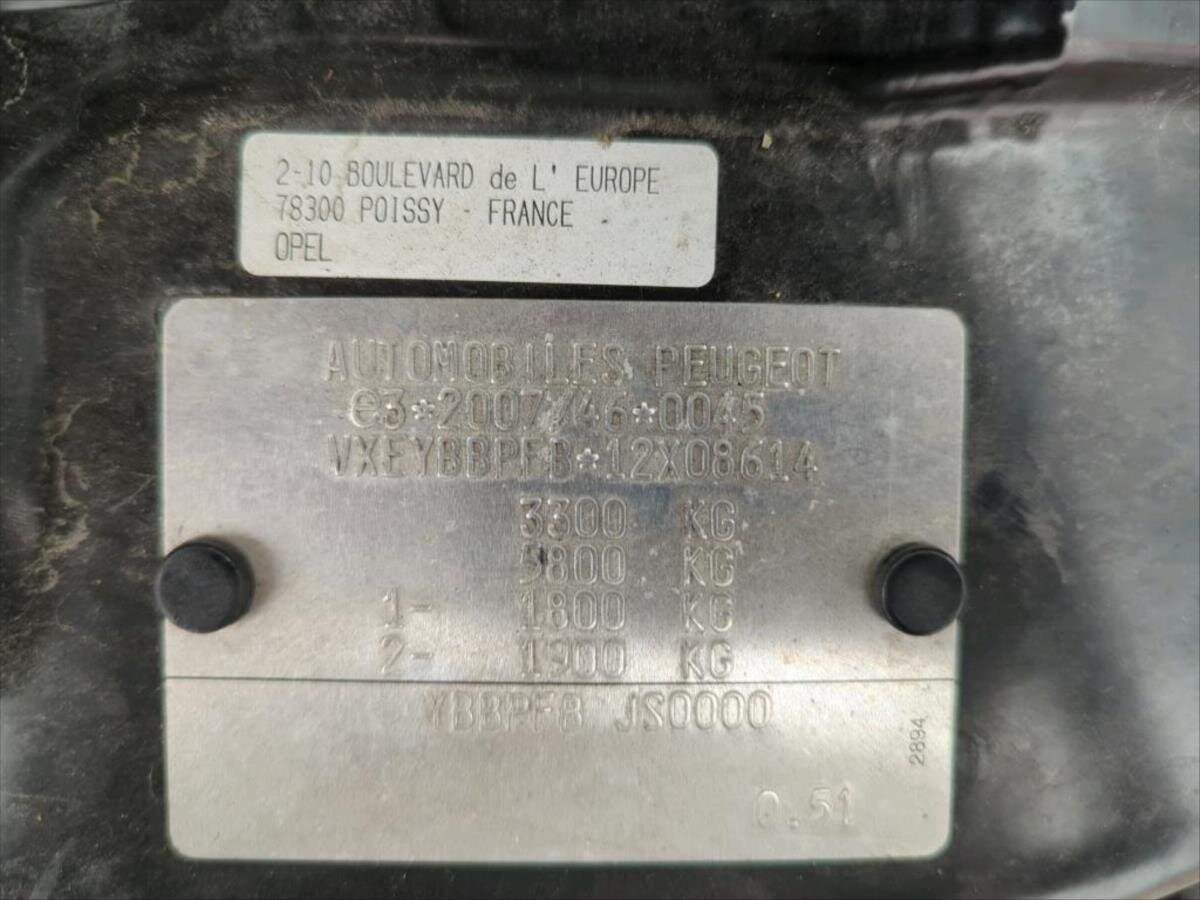 2-10 BOULEVARD de L' EUROPE
78300 POISSY - FRANCE
OPEL
AUTOMOBILES PEUGEOT
e3*2007/46*0045
VXEYBBPFB*12X08614
3300 KG
5800 KG
1- 1800 KG
2- 1900 KG
YBBPFB JS0000
2894
0.51